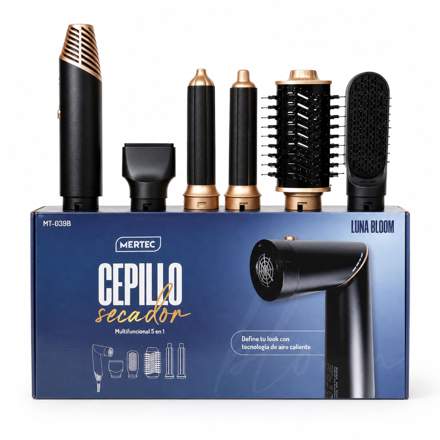 MT-039B
MERTEC
LUNA BLOOM
CEPILLO
secador
Multifuncional 5 en 1
Define tu look con
tecnología de aire caliente